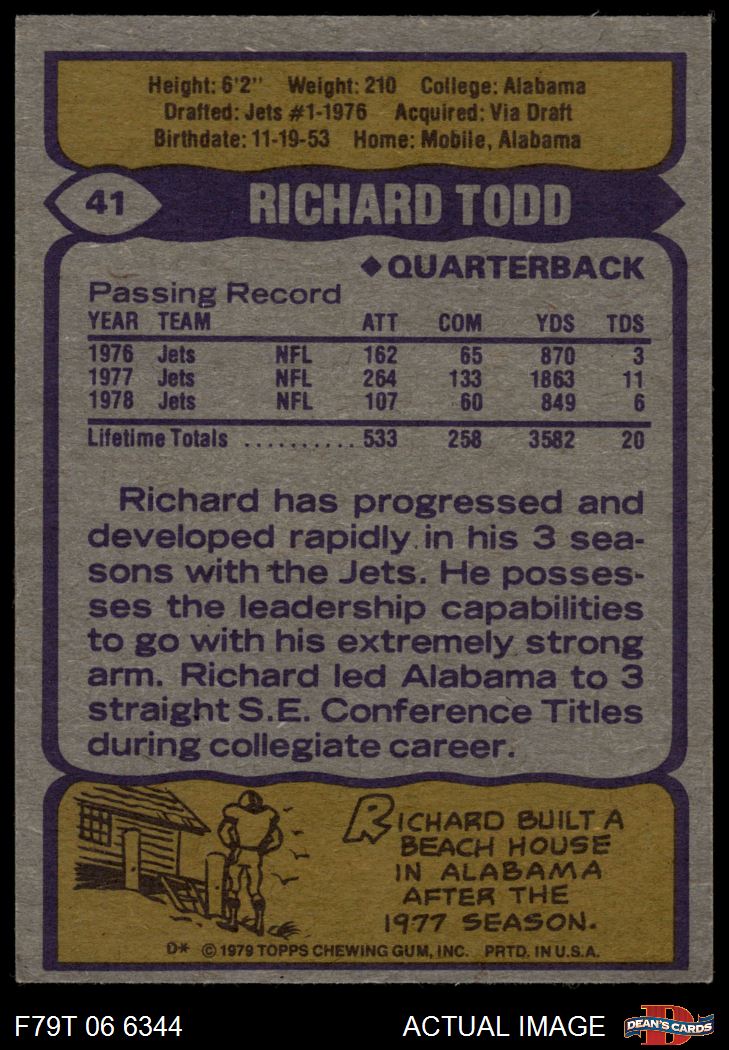 Height: 6'2" Weight: 210 College: Alabama
Drafted: Jets #1-1976 Acquired: Via Draft
Birthdate: 11-19-53 Home: Mobile, Alabama
41 RICHARD TODD
◆QUARTERBACK
Passing Record
YEAR TEAM ATT COM YDS TDS
1976 Jets NFL 162 65 870 3
1977 Jets NFL 264 133 1863 11
1978 Jets NFL 107 60 849 6
Lifetime Totals .......... 533 258 3582 20
Richard has progressed and
developed rapidly in his 3 sea-
sons with the Jets. He posses-
ses the leadership capabilities
to go with his extremely strong
arm. Richard led Alabama to 3
straight S.E. Conference Titles
during collegiate career.
RICHARD BUILT A
BEACH HOUSE
IN ALABAMA
AFTER THE
1977 SEASON.
D* © 1979 TOPPS CHEWING GUM, INC. PRTD. IN U.S.A.
F79T 06 6344 ACTUAL IMAGE D DEAN'S CARDS